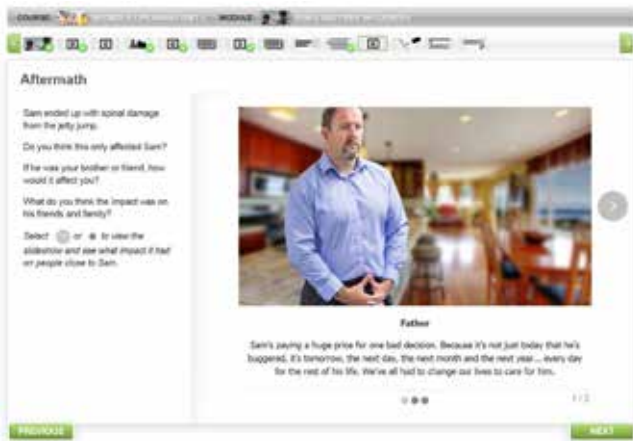 COURSE:
MODULE:
Aftermath
Sam ended up with spinal damage
from the jetty jump.
Do you think this only affected Sam?
If he was your brother or friend, how
would it affect you?
What do you think the impact was on
his friends and family?
Select or to view the
slideshow and see what impact it had
on people close to Sam.
Father
Sam's paying a huge price for one bad decision. Because it's not just today that he's
buggered, it's tomorrow, the next day, the next month and the next year... every day
for the rest of his life. We've all had to change our lives to care for him.
PREVIOUS
NEXT